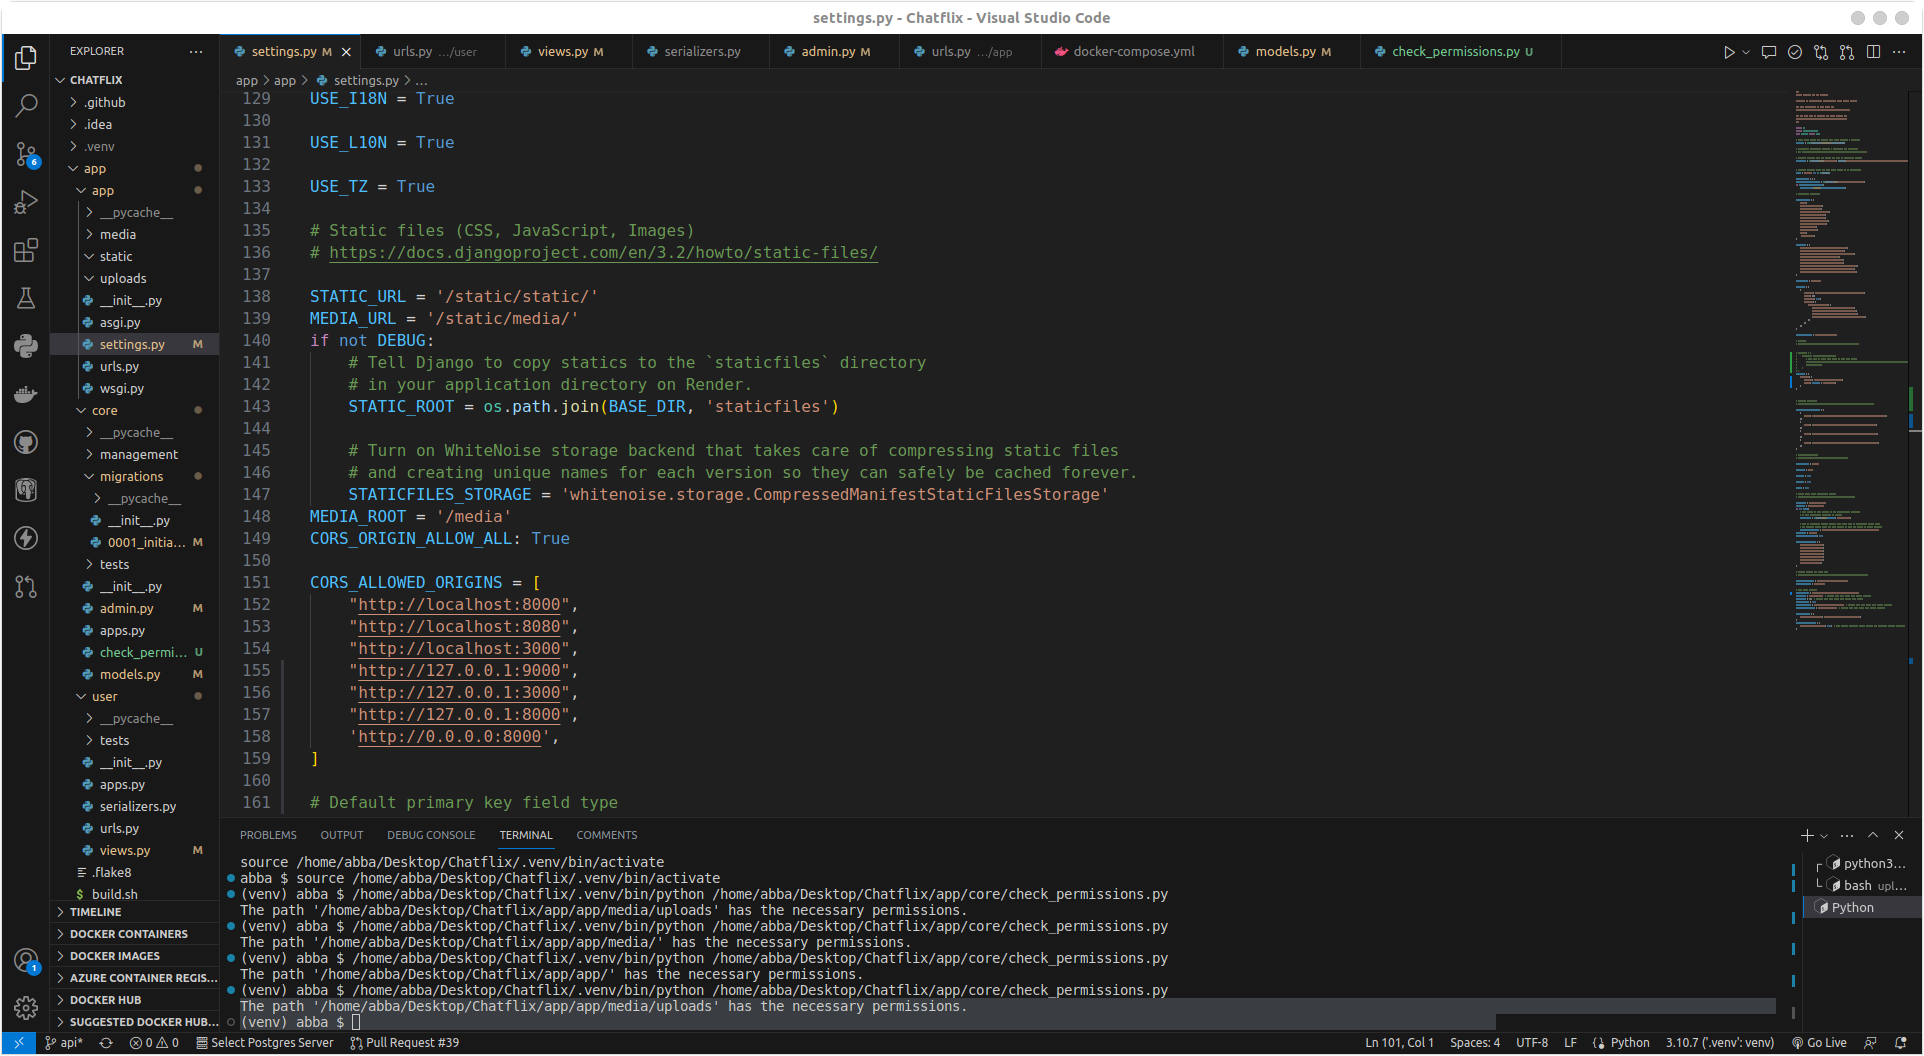 settings.py - Chatflix - Visual Studio Code
EXPLORER
settings.py M
urls.py .../user
views.py M
serializers.py
admin.py M
urls.py .../app
docker-compose.yml
models.py M
check_permissions.py U
app > app > settings.py > ...
CHATFLIX
.github
.idea
.venv
app
app
__pycache__
media
static
uploads
__init__.py
asgi.py
settings.py M
urls.py
wsgi.py
core
__pycache__
management
migrations
__pycache__
__init__.py
0001_initia... M
tests
__init__.py
admin.py M
apps.py
check_permi... U
models.py M
user
__pycache__
tests
__init__.py
apps.py
serializers.py
urls.py
views.py M
.flake8
$ build.sh
TIMELINE
DOCKER CONTAINERS
DOCKER IMAGES
AZURE CONTAINER REGIS...
DOCKER HUB
SUGGESTED DOCKER HUB...
6
1
129 USE_I18N = True
130
131 USE_L10N = True
132
133 USE_TZ = True
134
135 # Static files (CSS, JavaScript, Images)
136 # https://docs.djangoproject.com/en/3.2/howto/static-files/
137
138 STATIC_URL = '/static/static/'
139 MEDIA_URL = '/static/media/'
140 if not DEBUG:
141     # Tell Django to copy statics to the `staticfiles` directory
142     # in your application directory on Render.
143     STATIC_ROOT = os.path.join(BASE_DIR, 'staticfiles')
144
145     # Turn on WhiteNoise storage backend that takes care of compressing static files
146     # and creating unique names for each version so they can safely be cached forever.
147     STATICFILES_STORAGE = 'whitenoise.storage.CompressedManifestStaticFilesStorage'
148 MEDIA_ROOT = '/media'
149 CORS_ORIGIN_ALLOW_ALL: True
150
151 CORS_ALLOWED_ORIGINS = [
152     "http://localhost:8000",
153     "http://localhost:8080",
154     "http://localhost:3000",
155     "http://127.0.0.1:9000",
156     "http://127.0.0.1:3000",
157     "http://127.0.0.1:8000",
158     'http://0.0.0.0:8000',
159 ]
160
161 # Default primary key field type
PROBLEMS OUTPUT DEBUG CONSOLE TERMINAL COMMENTS
source /home/abba/Desktop/Chatflix/.venv/bin/activate
abba $ source /home/abba/Desktop/Chatflix/.venv/bin/activate
(venv) abba $ /home/abba/Desktop/Chatflix/.venv/bin/python /home/abba/Desktop/Chatflix/app/core/check_permissions.py
The path '/home/abba/Desktop/Chatflix/app/app/media/uploads' has the necessary permissions.
(venv) abba $ /home/abba/Desktop/Chatflix/.venv/bin/python /home/abba/Desktop/Chatflix/app/core/check_permissions.py
The path '/home/abba/Desktop/Chatflix/app/app/media/' has the necessary permissions.
(venv) abba $ /home/abba/Desktop/Chatflix/.venv/bin/python /home/abba/Desktop/Chatflix/app/core/check_permissions.py
The path '/home/abba/Desktop/Chatflix/app/app/' has the necessary permissions.
(venv) abba $ /home/abba/Desktop/Chatflix/.venv/bin/python /home/abba/Desktop/Chatflix/app/core/check_permissions.py
The path '/home/abba/Desktop/Chatflix/app/app/media/uploads' has the necessary permissions.
(venv) abba $
python3...
bash upl...
Python
api* 0 0 Select Postgres Server Pull Request #39
Ln 101, Col 1 Spaces: 4 UTF-8 LF Python 3.10.7 ('.venv': venv) Go Live